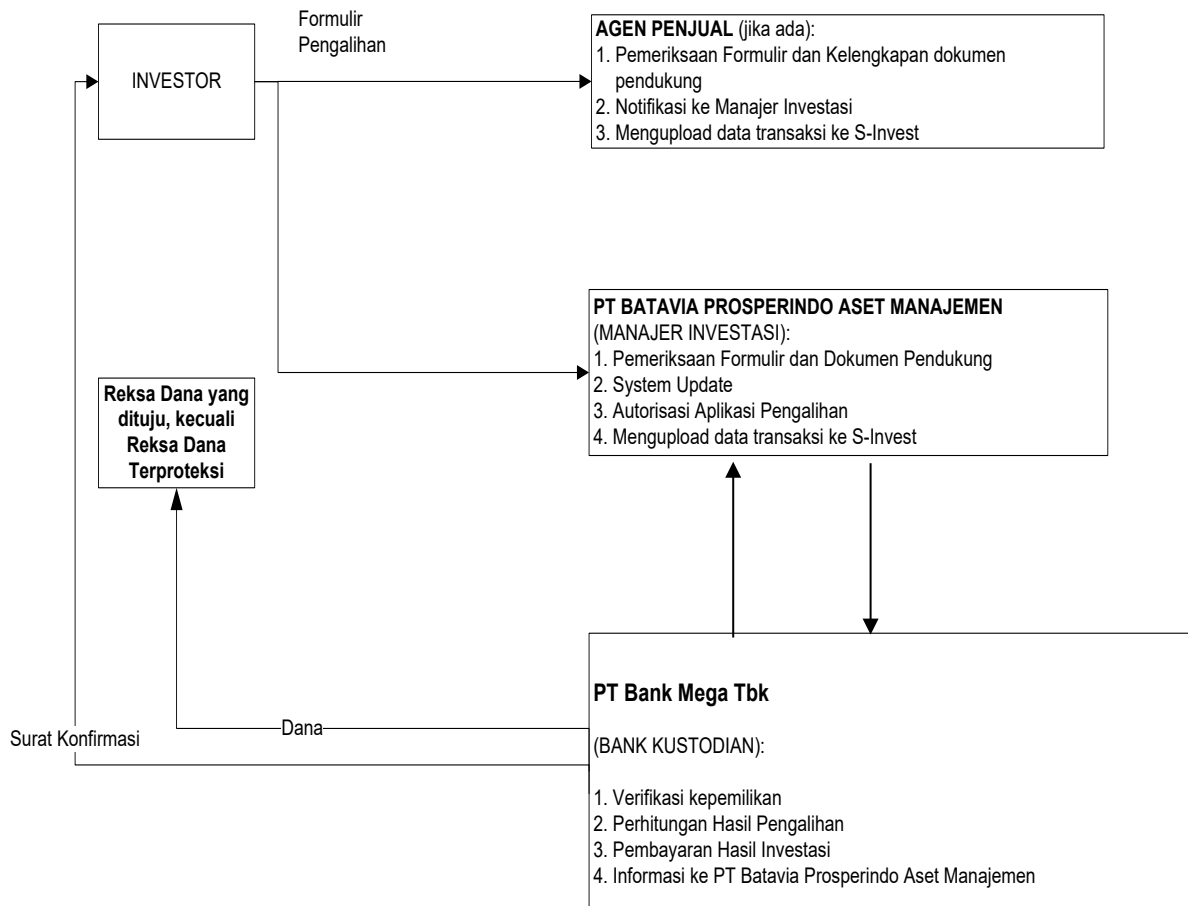 Formulir
Pengalihan
INVESTOR
AGEN PENJUAL (jika ada):
1. Pemeriksaan Formulir dan Kelengkapan dokumen
pendukung
2. Notifikasi ke Manajer Investasi
3. Mengupload data transaksi ke S-Invest
PT BATAVIA PROSPERINDO ASET MANAJEMEN
(MANAJER INVESTASI):
1. Pemeriksaan Formulir dan Dokumen Pendukung
2. System Update
3. Autorisasi Aplikasi Pengalihan
4. Mengupload data transaksi ke S-Invest
Reksa Dana yang
dituju, kecuali
Reksa Dana
Terproteksi
Dana
Surat Konfirmasi
PT Bank Mega Tbk
(BANK KUSTODIAN):
1. Verifikasi kepemilikan
2. Perhitungan Hasil Pengalihan
3. Pembayaran Hasil Investasi
4. Informasi ke PT Batavia Prosperindo Aset Manajemen